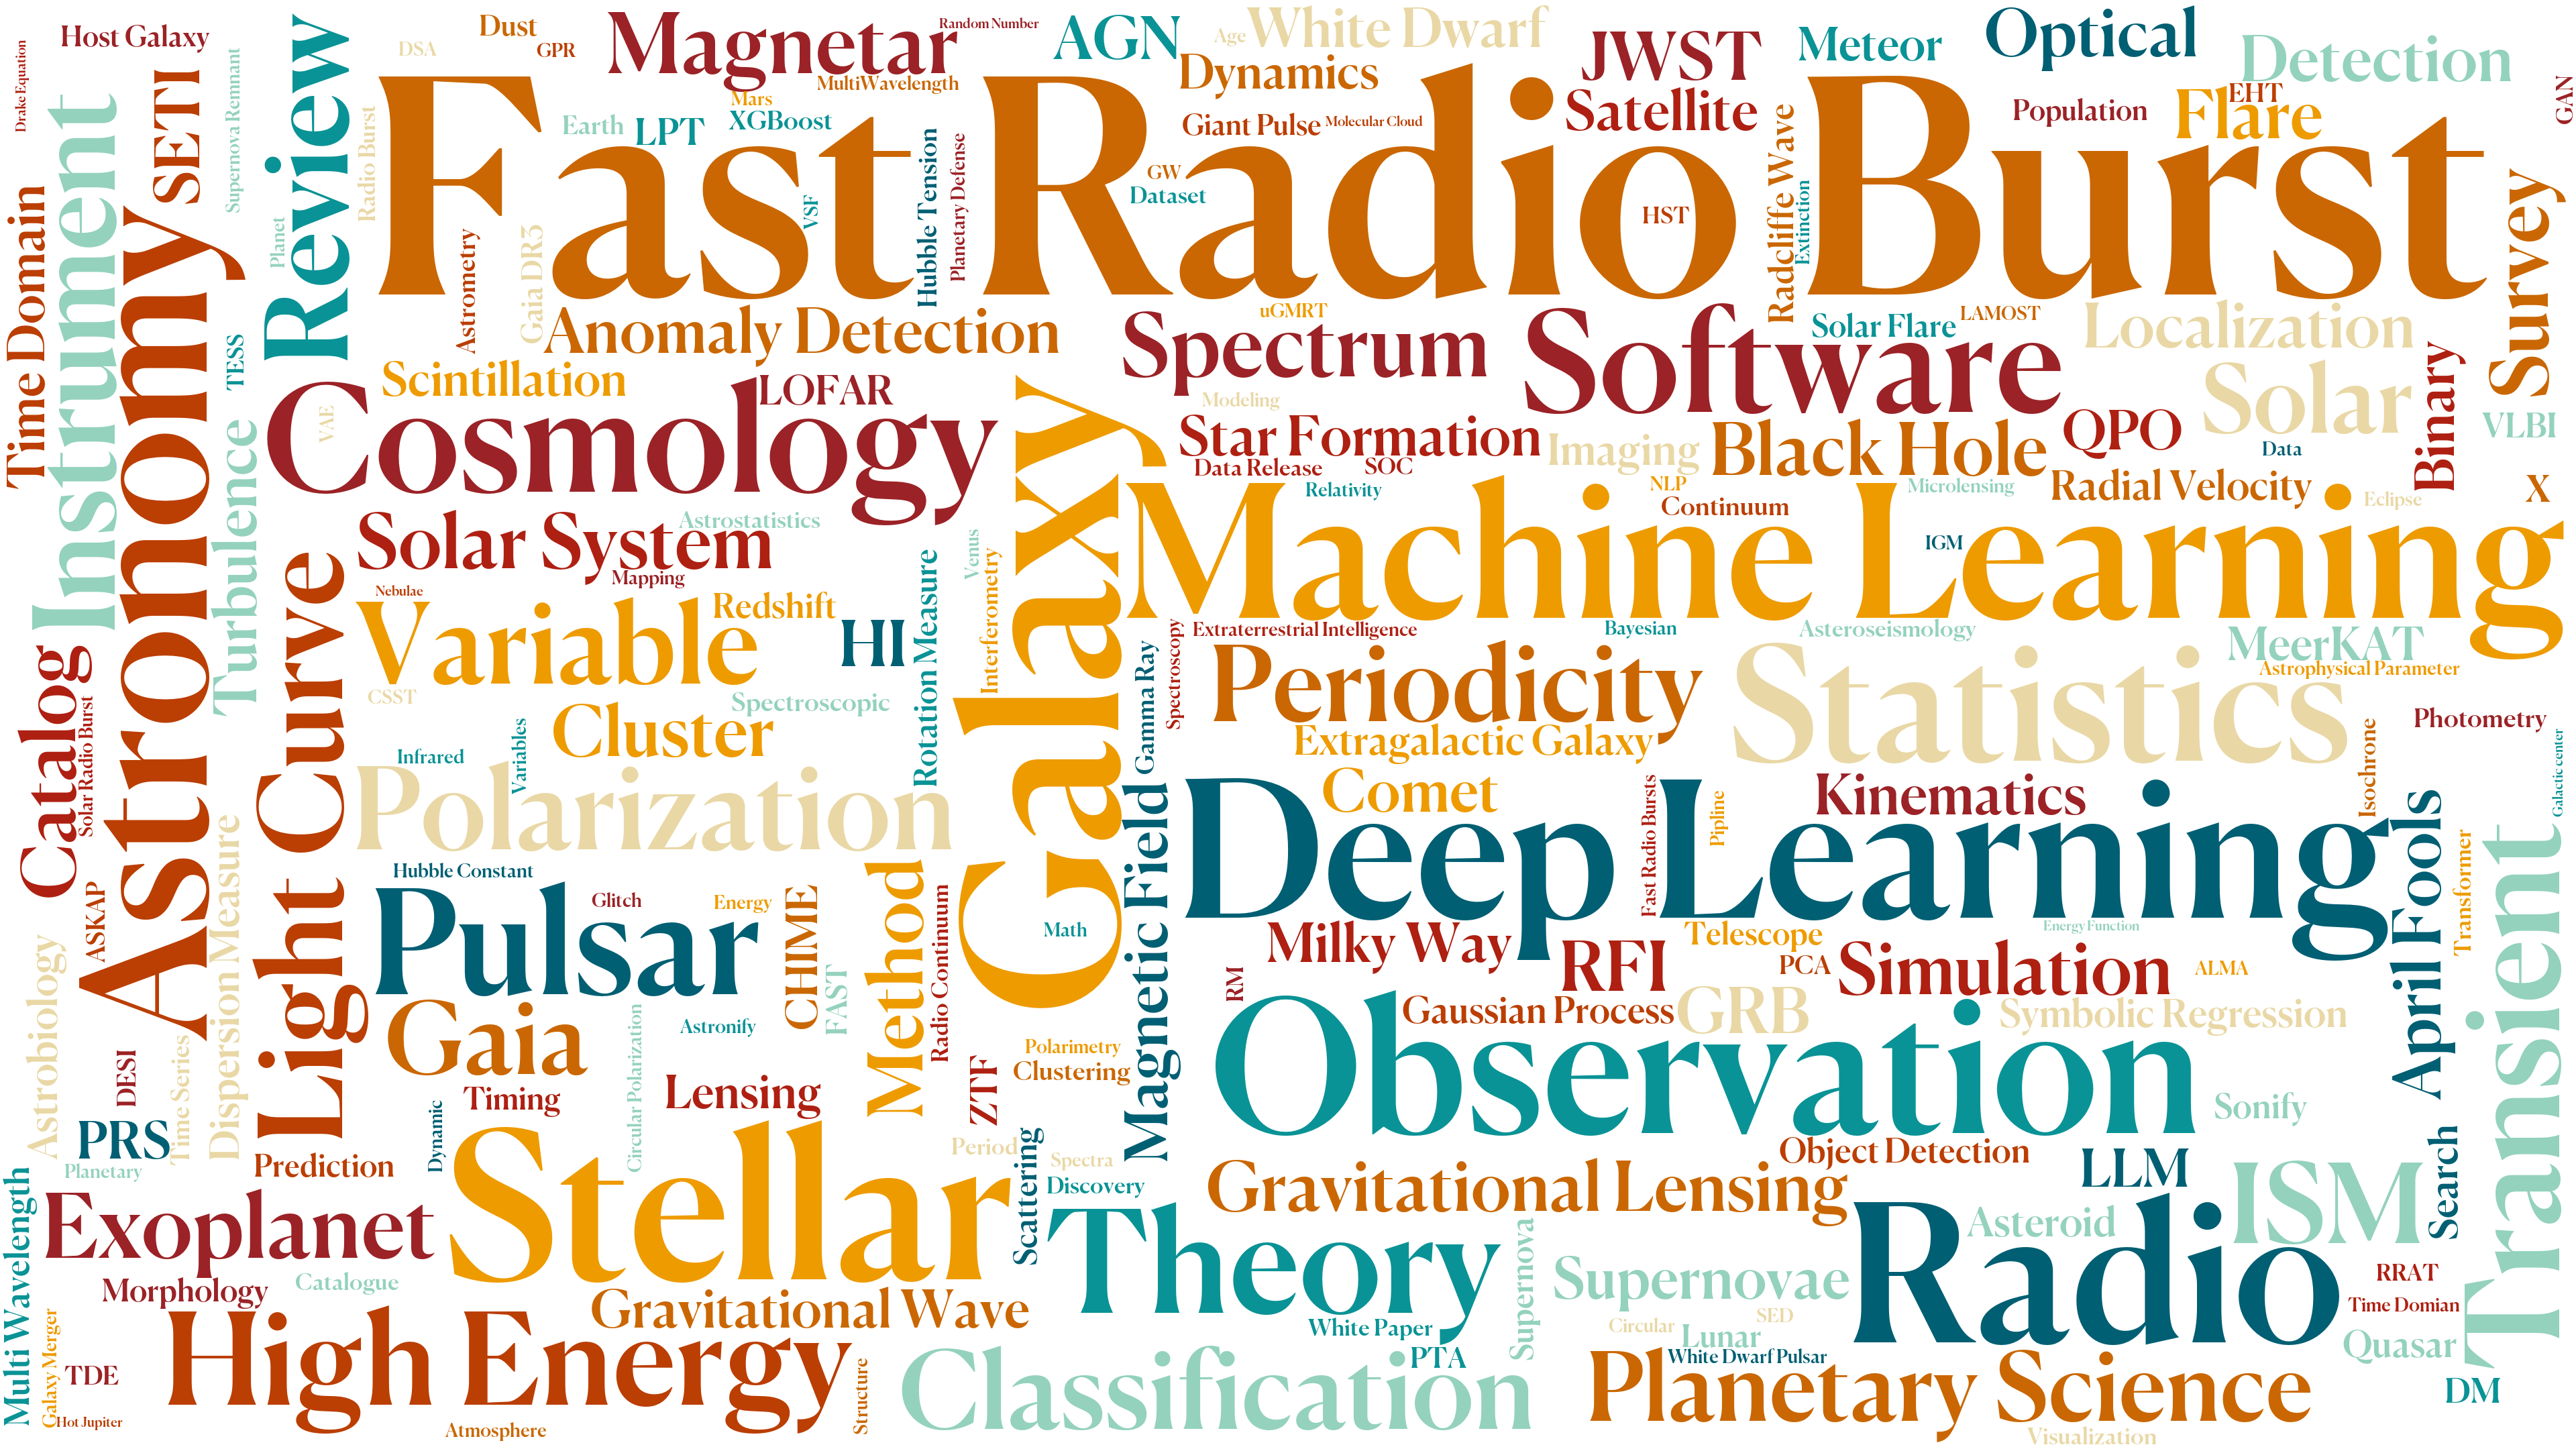 Host Galaxy
Drake Equation
SETI
Supernova Remnant
Review
Radio Burst
Planet
DSA
Dust
GPR
Magnetar
Random Number
MultiWavelength
Mars
XGBoost
Earth
LPT
AGN
Age
White Dwarf
Dynamics
Giant Pulse
Molecular Cloud
GW
Dataset
JWST
Satellite
Meteor
Optical
Detection
Population
EHT
Flare
GAN
Fast Radio Burst
VSF
Hubble Tension
Planetary Defense
HST
Radcliffe Wave
Extinction
Survey
Time Domain
Instrument
Astronomy
TESS
Turbulence
Astrometry
Gaia DR3
Anomaly Detection
Scintillation
LOFAR
VAE
Cosmology
uGMRT
Spectrum
Modeling
Software
Solar Flare
LAMOST
Localization
Solar
Binary
VLBI
X
Star Formation
Data Release
SOC
Relativity
Imaging
NLP
Continuum
Black Hole
QPO
Data
Radial Velocity
Microlensing
Eclipse
Galaxy
Machine Learning
IGM
Solar System
Astrostatistics
Mapping
Nebulae
Variable
Redshift
HI
Rotation Measure
Venus
Interferometry
CSST
Spectroscopic
Cluster
Infrared
Variables
Polarization
Light Curve
Catalog
Solar Radio Burst
Extraterrestrial Intelligence
Bayesian
Asteroseismology
MeerKAT
Astrophysical Parameter
Spectroscopy
Gamma Ray
Periodicity
Extragalactic Galaxy
Statistics
Photometry
Isochrone
Galactic center
Comet
Kinematics
Magnetic Field
Deep Learning
Fast Radio Bursts
Pipline
April Fools
Transformer
Transient
Hubble Constant
Pulsar
Glitch
Energy
CHIME
FAST
Method
Radio Continuum
Math
ASKAP
Astrobiology
Dispersion Measure
Time Series
DESI
PRS
Planetary
Milky Way
RM
RFI
Telescope
PCA
Energy Function
Simulation
ALMA
Gaussian Process
GRB
Symbolic Regression
Gaia
Timing
Dynamic
Circular Polarization
Astronify
Lensing
ZTF
Polarimetry
Clustering
Observation
Sonify
Prediction
Period
Scattering
Spectra
Discovery
Object Detection
LLM
Search
Multi Wavelength
Exoplanet
Morphology
Catalogue
Stellar
Gravitational Lensing
Theory
Supernova
Supernovae
Asteroid
ISM
Radio
RRAT
Time Domian
Quasar
DM
Galaxy Merger
TDE
Hot Jupiter
High Energy
Atmosphere
Structure
Gravitational Wave
White Paper
PTA
Classification
Circular
Lunar
SED
White Dwarf Pulsar
Planetary Science
Visualization